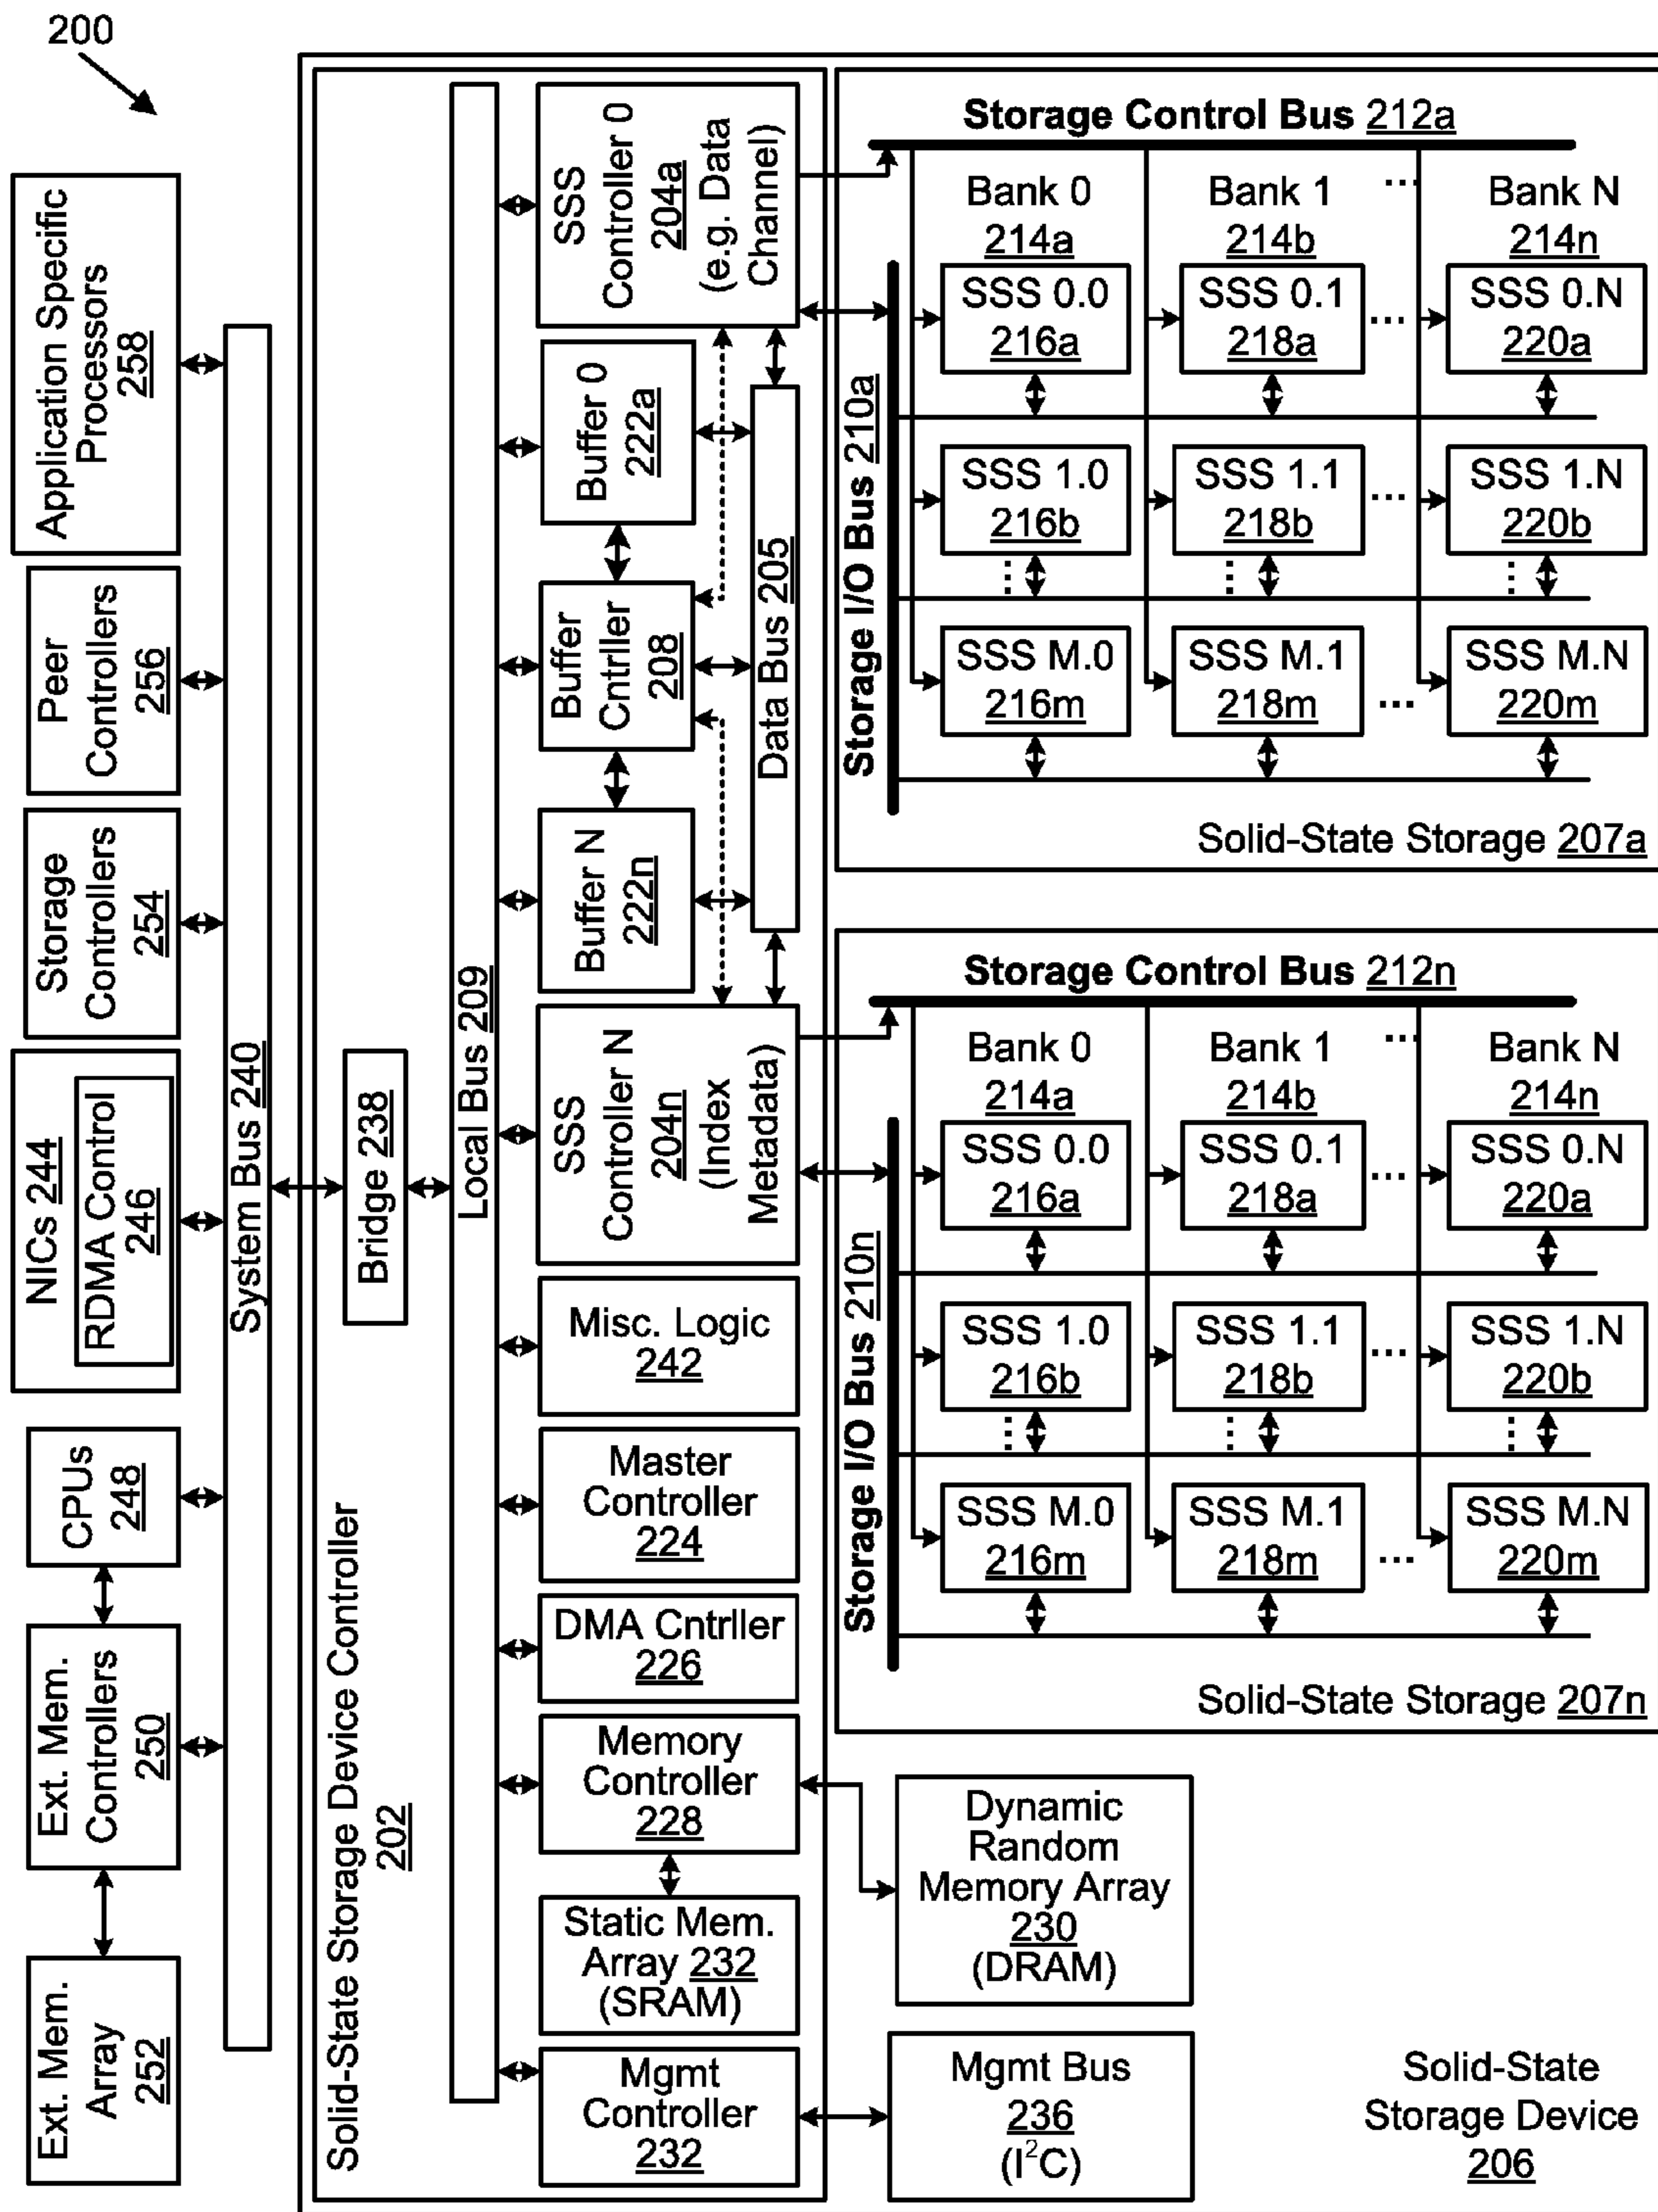 200
Application Specific
Processors
258
Peer
Controllers
256
Storage
Controllers
254
NICs 244
RDMA Control
246
CPUs
248
Ext. Mem.
Controllers
250
Ext. Mem.
Array
252
System Bus 240
Solid-State Storage Device Controller
202
Bridge 238
Local Bus 209
SSS
Controller 0
204a
(e.g. Data
Channel)
Buffer 0
222a
Buffer
Cntrller
208
Buffer N
222n
Data Bus 205
SSS
Controller N
204n
(Index
Metadata)
Misc. Logic
242
Master
Controller
224
DMA Cntrller
226
Memory
Controller
228
Static Mem.
Array 232
(SRAM)
Mgmt
Controller
232
Storage Control Bus 212a
Storage I/O Bus 210a
Bank 0
214a
Bank 1
214b
...
Bank N
214n
SSS 0.0
216a
SSS 0.1
218a
...
SSS 0.N
220a
SSS 1.0
216b
SSS 1.1
218b
...
SSS 1.N
220b
SSS M.0
216m
SSS M.1
218m
...
SSS M.N
220m
Solid-State Storage 207a
Storage Control Bus 212n
Storage I/O Bus 210n
Bank 0
214a
Bank 1
214b
...
Bank N
214n
SSS 0.0
216a
SSS 0.1
218a
...
SSS 0.N
220a
SSS 1.0
216b
SSS 1.1
218b
...
SSS 1.N
220b
SSS M.0
216m
SSS M.1
218m
...
SSS M.N
220m
Solid-State Storage 207n
Dynamic
Random
Memory Array
230
(DRAM)
Mgmt Bus
236
(I²C)
Solid-State
Storage Device
206